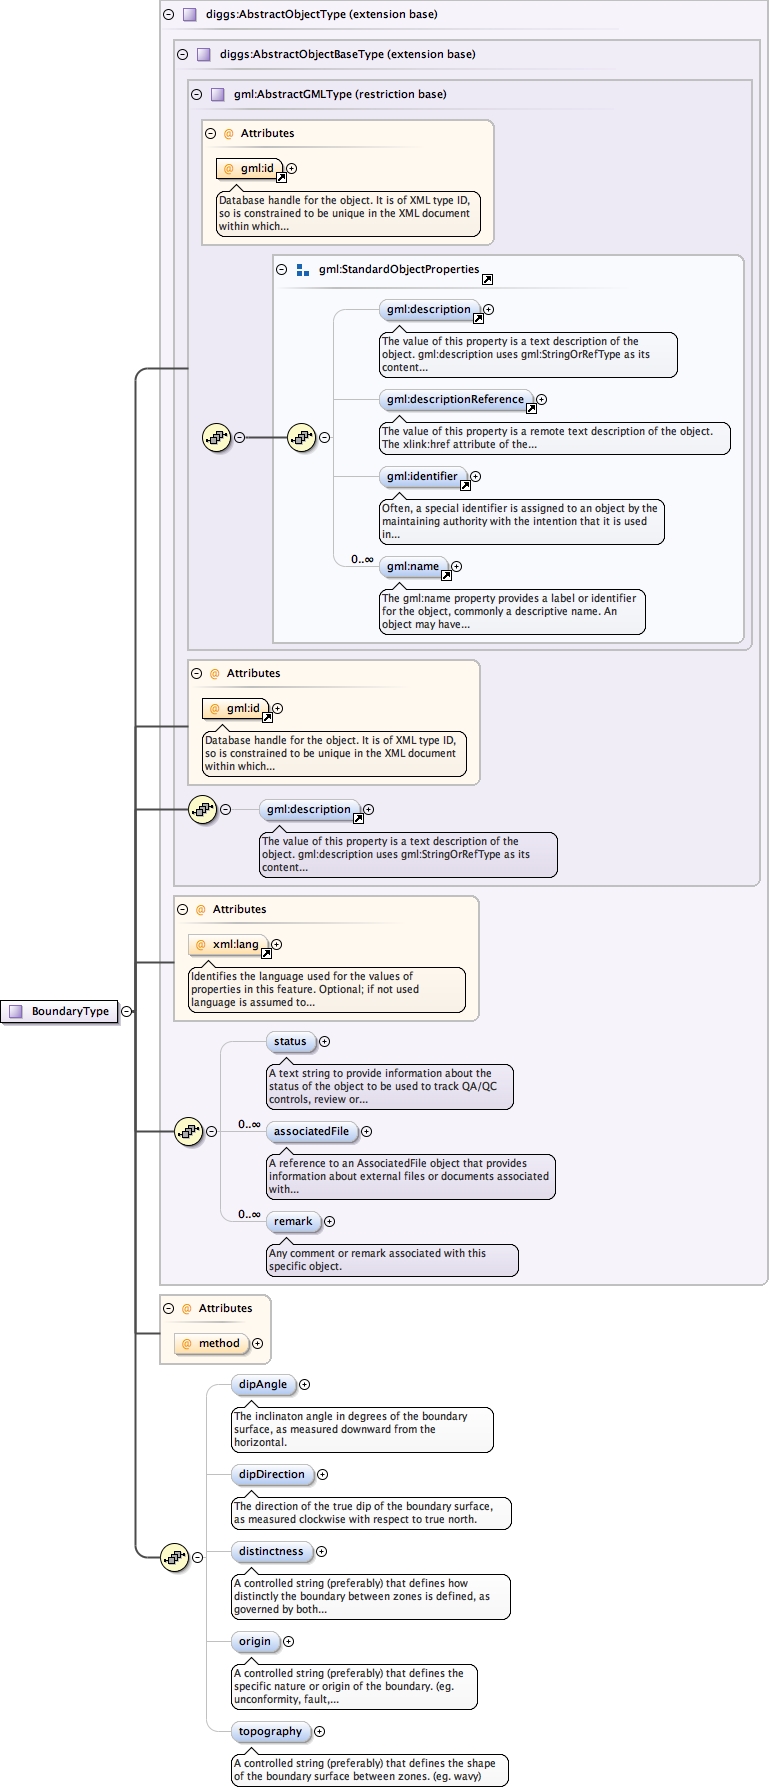 diggs:AbstractObjectType (extension base)
diggs:AbstractObjectBaseType (extension base)
gml:AbstractGMLType (restriction base)
@ Attributes
@ gml:id
Database handle for the object. It is of XML type ID,
so is constrained to be unique in the XML document
within which...
gml:StandardObjectProperties
gml:description
The value of this property is a text description of the
object. gml:description uses gml:StringOrRefType as its
content...
gml:descriptionReference
The value of this property is a remote text description of the object.
The xlink:href attribute of the...
gml:identifier
Often, a special identifier is assigned to an object by the
maintaining authority with the intention that it is used
in...
0..∞
gml:name
The gml:name property provides a label or identifier
for the object, commonly a descriptive name. An
object may have...
@ Attributes
@ gml:id
Database handle for the object. It is of XML type ID,
so is constrained to be unique in the XML document
within which...
gml:description
The value of this property is a text description of the
object. gml:description uses gml:StringOrRefType as its
content...
@ Attributes
@ xml:lang
Identifies the language used for the values of
properties in this feature. Optional; if not used
language is assumed to...
BoundaryType
status
A text string to provide information about the
status of the object to be used to track QA/QC
controls, review or...
0..∞
associatedFile
A reference to an AssociatedFile object that provides
information about external files or documents associated
with...
0..∞
remark
Any comment or remark associated with this
specific object.
@ Attributes
@ method
dipAngle
The inclinaton angle in degrees of the boundary
surface, as measured downward from the
horizontal.
dipDirection
The direction of the true dip of the boundary surface,
as measured clockwise with respect to true north.
distinctness
A controlled string (preferably) that defines how
distinctly the boundary between zones is defined, as
governed by both...
origin
A controlled string (preferably) that defines the
specific nature or origin of the boundary. (eg.
unconformity, fault,...
topography
A controlled string (preferably) that defines the shape
of the boundary surface between zones. (eg. wavy)